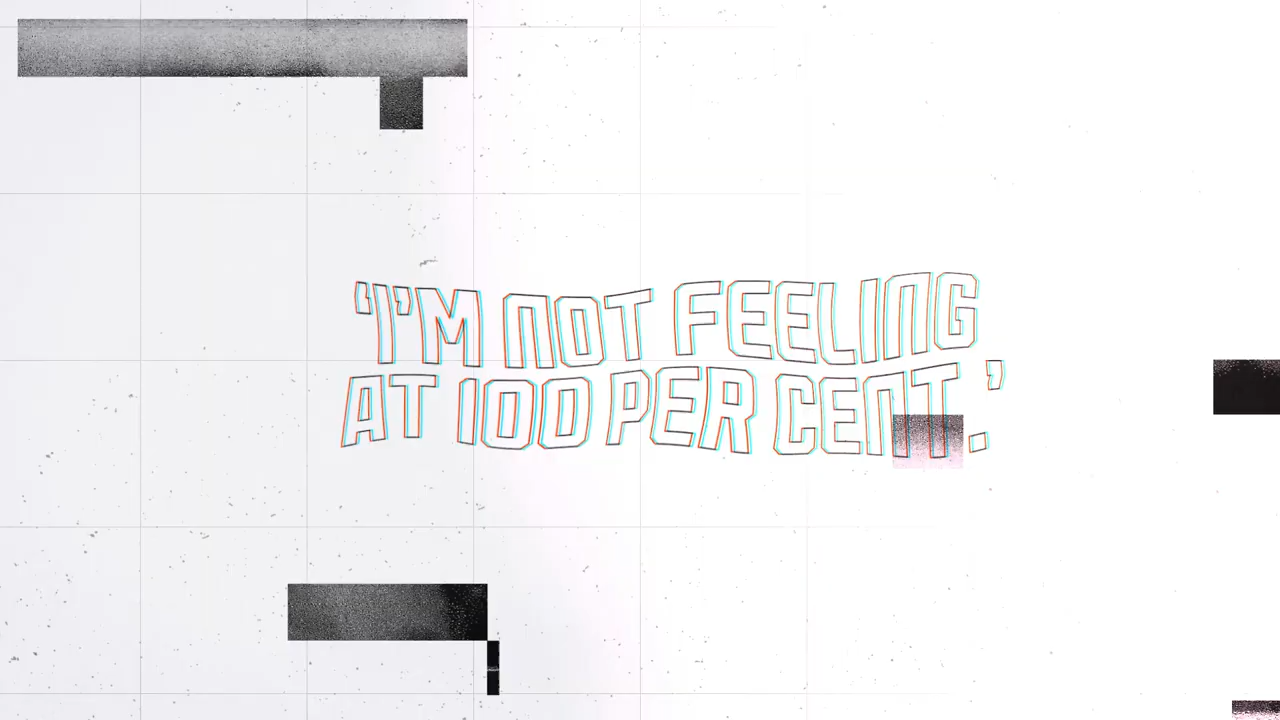 ‘I’M NOT FEELING
AT 100 PER CENT.’